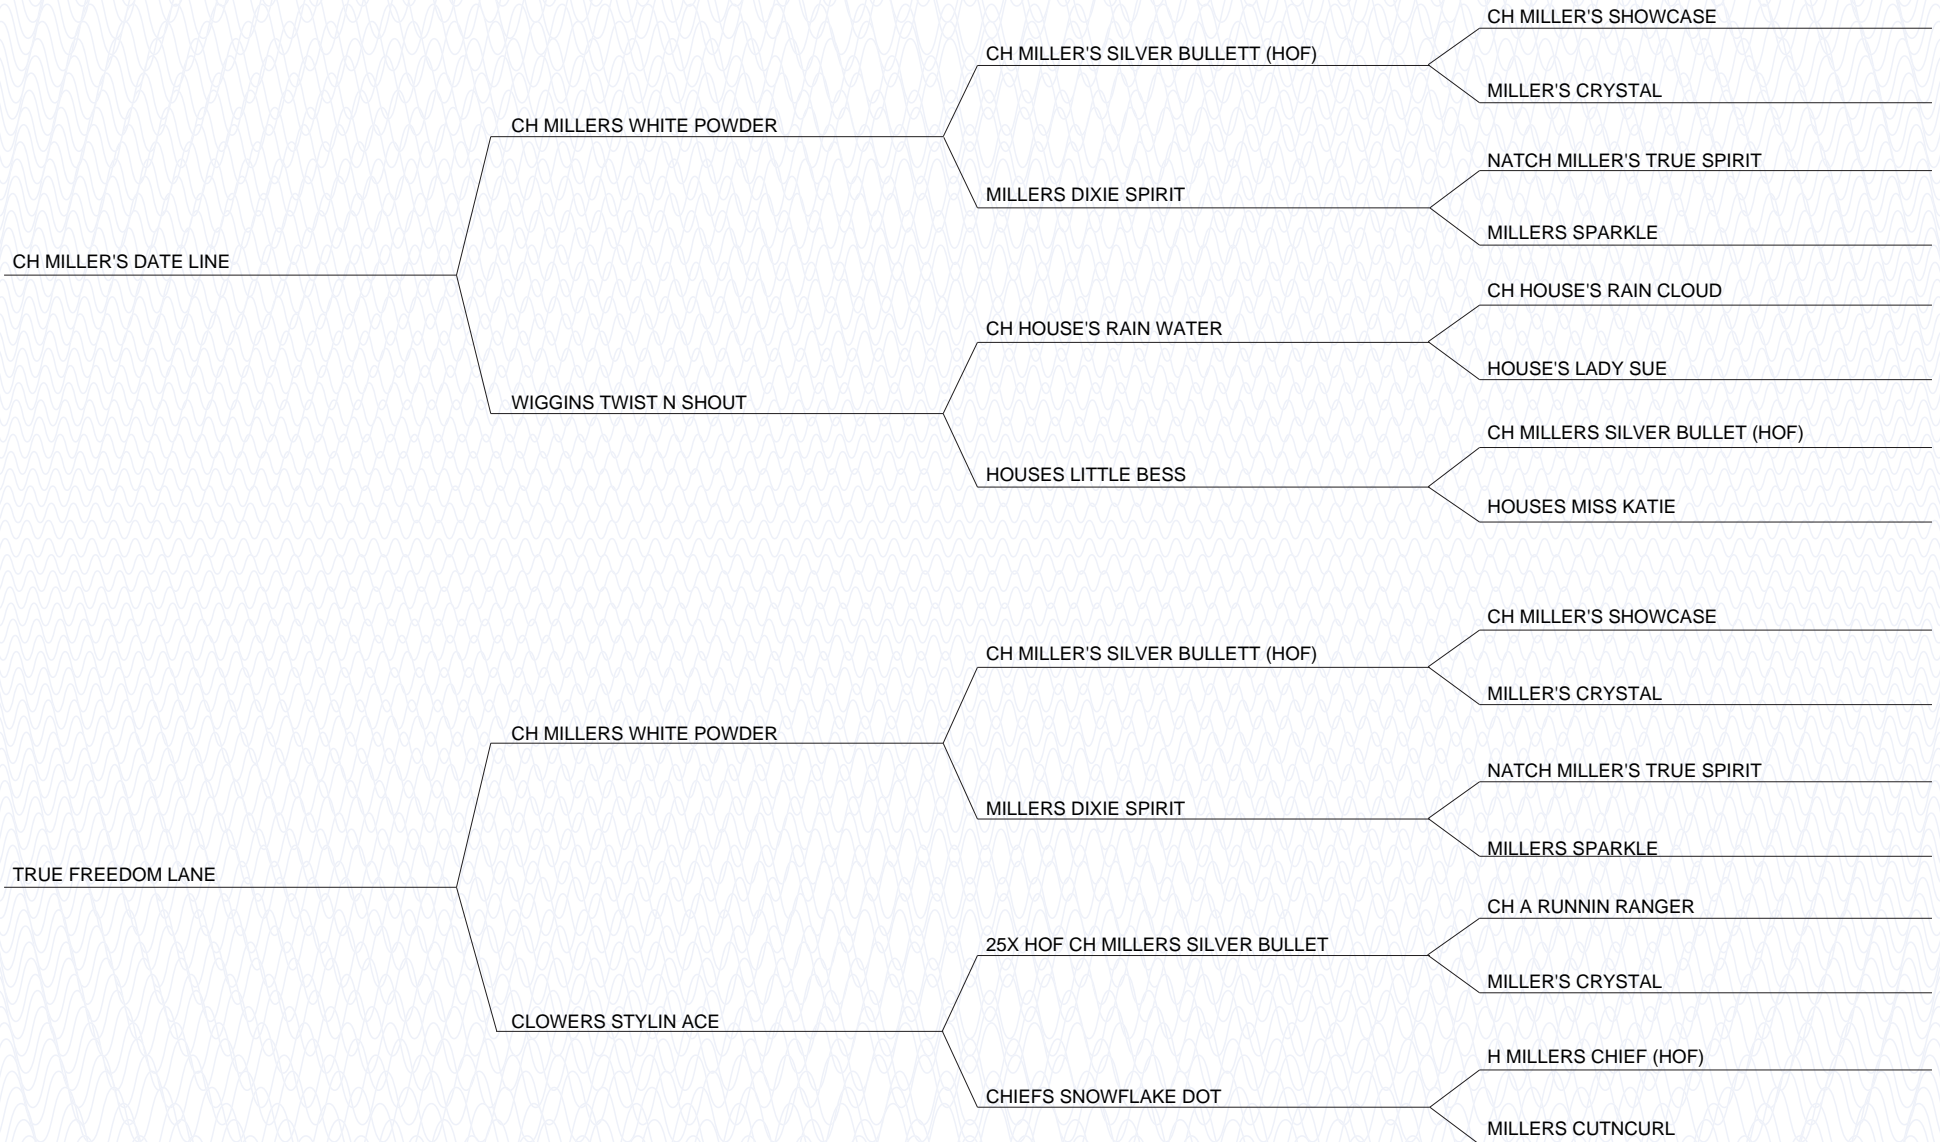 CH MILLER'S SHOWCASE
CH MILLER'S SILVER BULLETT (HOF)
MILLER'S CRYSTAL
CH MILLERS WHITE POWDER
NATCH MILLER'S TRUE SPIRIT
MILLERS DIXIE SPIRIT
MILLERS SPARKLE
CH MILLER'S DATE LINE
CH HOUSE'S RAIN CLOUD
CH HOUSE'S RAIN WATER
HOUSE'S LADY SUE
WIGGINS TWIST N SHOUT
CH MILLERS SILVER BULLET (HOF)
HOUSES LITTLE BESS
HOUSES MISS KATIE
CH MILLER'S SHOWCASE
CH MILLER'S SILVER BULLETT (HOF)
MILLER'S CRYSTAL
CH MILLERS WHITE POWDER
NATCH MILLER'S TRUE SPIRIT
MILLERS DIXIE SPIRIT
MILLERS SPARKLE
TRUE FREEDOM LANE
CH A RUNNIN RANGER
25X HOF CH MILLERS SILVER BULLET
MILLER'S CRYSTAL
CLOWERS STYLIN ACE
H MILLERS CHIEF (HOF)
CHIEFS SNOWFLAKE DOT
MILLERS CUTNCURL